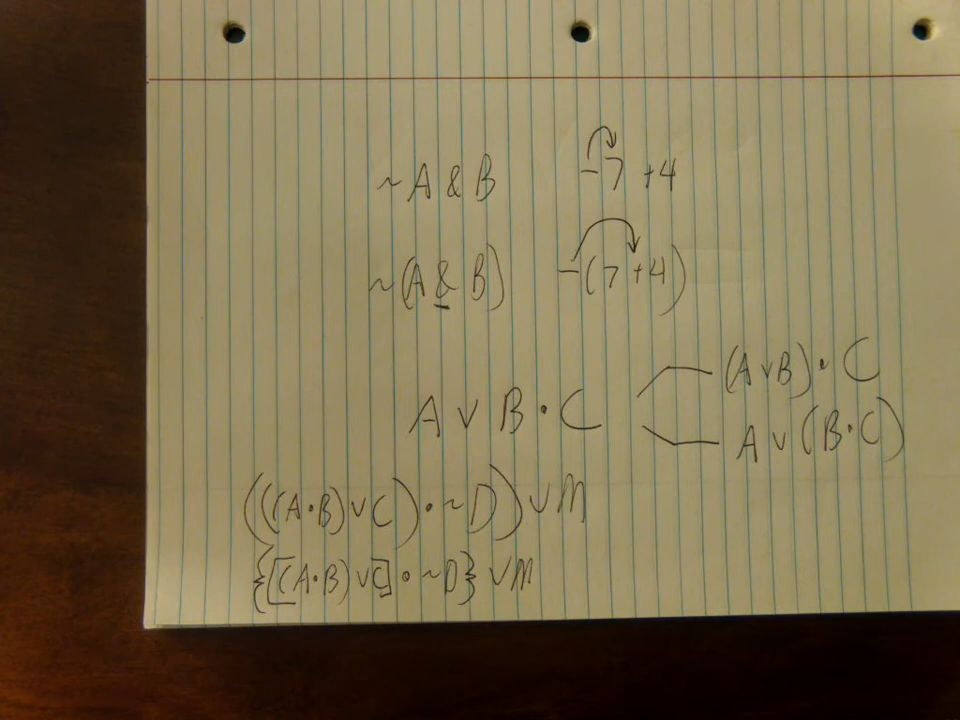 ~A & B −7 +4
~(A & B) −(7 +4)
(A v B) • C
A v B • C
A v (B • C)
(((A • B) v C) • ~D) v M
{[(A • B) v C] • ~D} v M